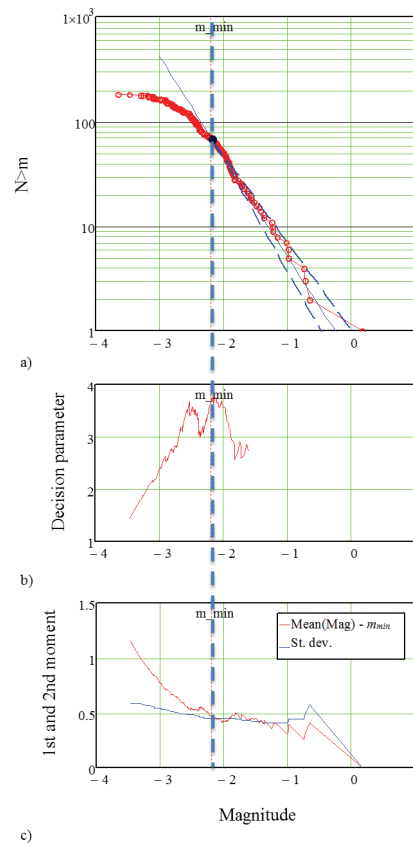 m_min
1×10³
100
10
1
N>m
− 4 − 3 − 2 − 1 0
a)
m_min
4
3
2
1
Decision parameter
− 4 − 3 − 2 − 1 0
b)
m_min
1.5
1
0.5
0
1st and 2nd moment
Mean(Mag) - m_min
St. dev.
− 4 − 3 − 2 − 1 0
Magnitude
c)